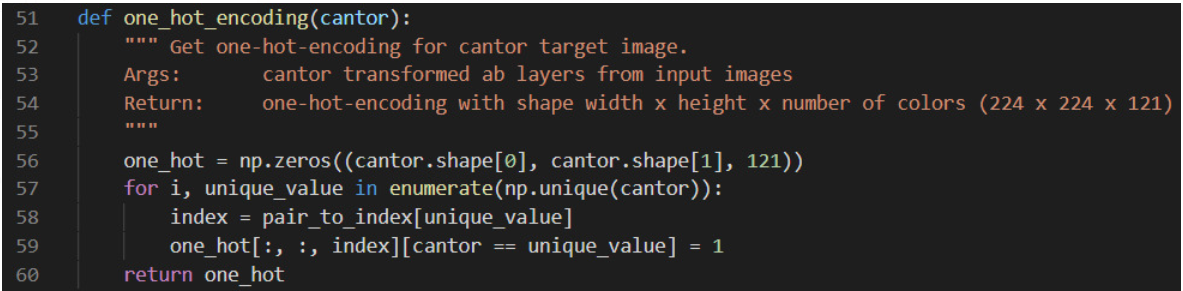 51 def one_hot_encoding(cantor):
52     """ Get one-hot-encoding for cantor target image.
53     Args:       cantor transformed ab layers from input images
54     Return:     one-hot-encoding with shape width x height x number of colors (224 x 224 x 121)
55     """
56     one_hot = np.zeros((cantor.shape[0], cantor.shape[1], 121))
57     for i, unique_value in enumerate(np.unique(cantor)):
58         index = pair_to_index[unique_value]
59         one_hot[:, :, index][cantor == unique_value] = 1
60     return one_hot